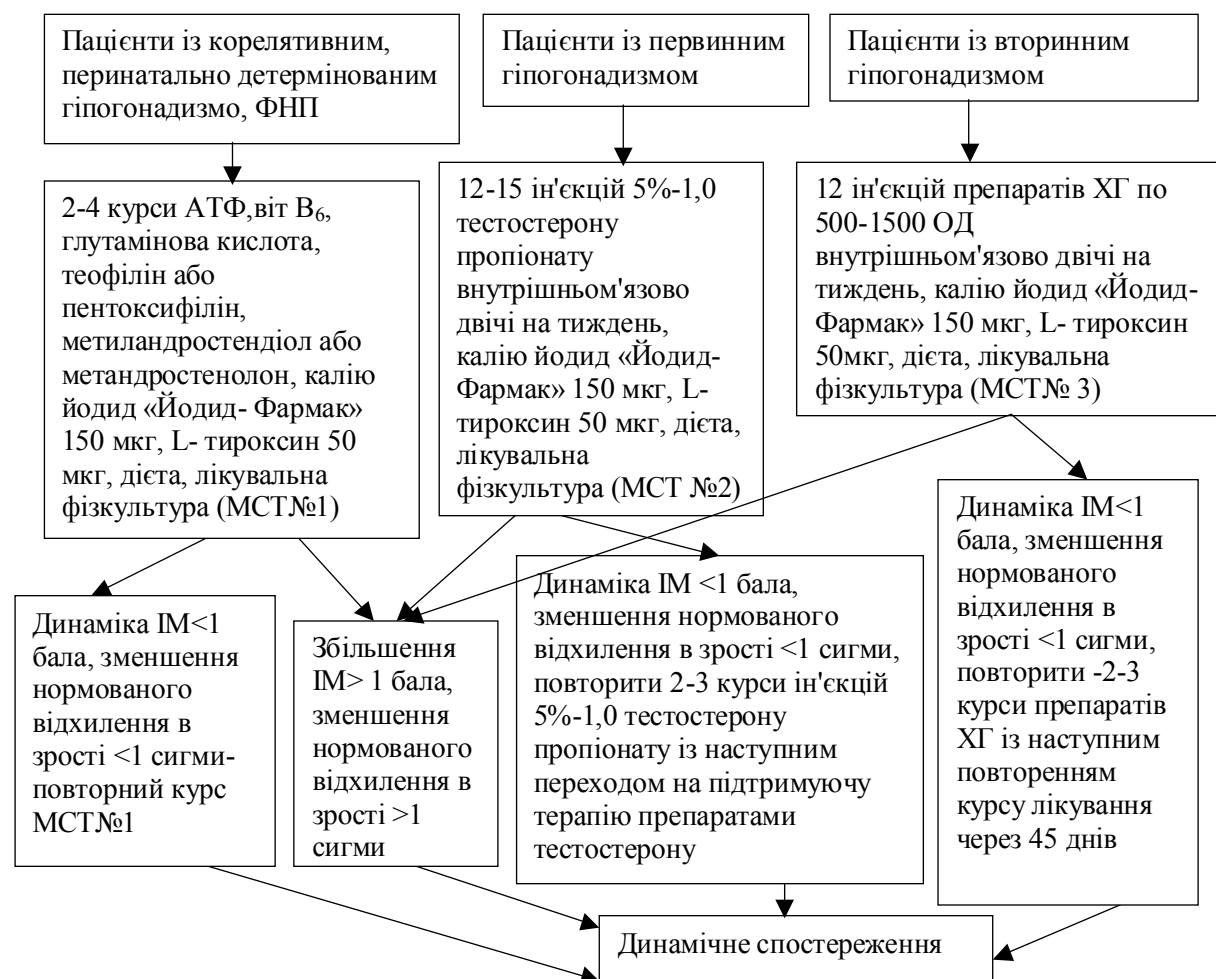 Пацієнти із корелятивним,
перинатально детермінованим
гіпогонадизмо, ФНП
Пацієнти із первинним
гіпогонадизмом
Пацієнти із вторинним
гіпогонадизмом
2-4 курси АТФ,віт В₆,
глутамінова кислота,
теофілін або
пентоксифілін,
метиландростендіол або
метандростенолон, калію
йодид «Йодид- Фармак»
150 мкг, L- тироксин 50
мкг, дієта, лікувальна
фізкультура (МСТ№1)
12-15 ін'єкцій 5%-1,0
тестостерону
пропіонату
внутрішньом'язово
двічі на тиждень,
калію йодид «Йодид-
Фармак» 150 мкг, L-
тироксин 50 мкг, дієта,
лікувальна
фізкультура (МСТ №2)
12 ін'єкцій препаратів ХГ по
500-1500 ОД
внутрішньом'язово двічі на
тиждень, калію йодид «Йодид-
Фармак» 150 мкг, L- тироксин
50мкг, дієта, лікувальна
фізкультура (МСТ№ 3)
Динаміка ІМ<1
бала, зменшення
нормованого
відхилення в
зрості <1 сигми-
повторний курс
МСТ№1
Збільшення
ІМ> 1 бала,
зменшення
нормованого
відхилення в
зрості >1
сигми
Динаміка ІМ <1 бала,
зменшення нормованого
відхилення в зрості <1 сигми,
повторити 2-3 курси ін'єкцій
5%-1,0 тестостерону
пропіонату із наступним
переходом на підтримуючу
терапію препаратами
тестостерону
Динаміка ІМ<1
бала, зменшення
нормованого
відхилення в
зрості <1 сигми,
повторити -2-3
курси препаратів
ХГ із наступним
повторенням
курсу лікування
через 45 днів
Динамічне спостереження